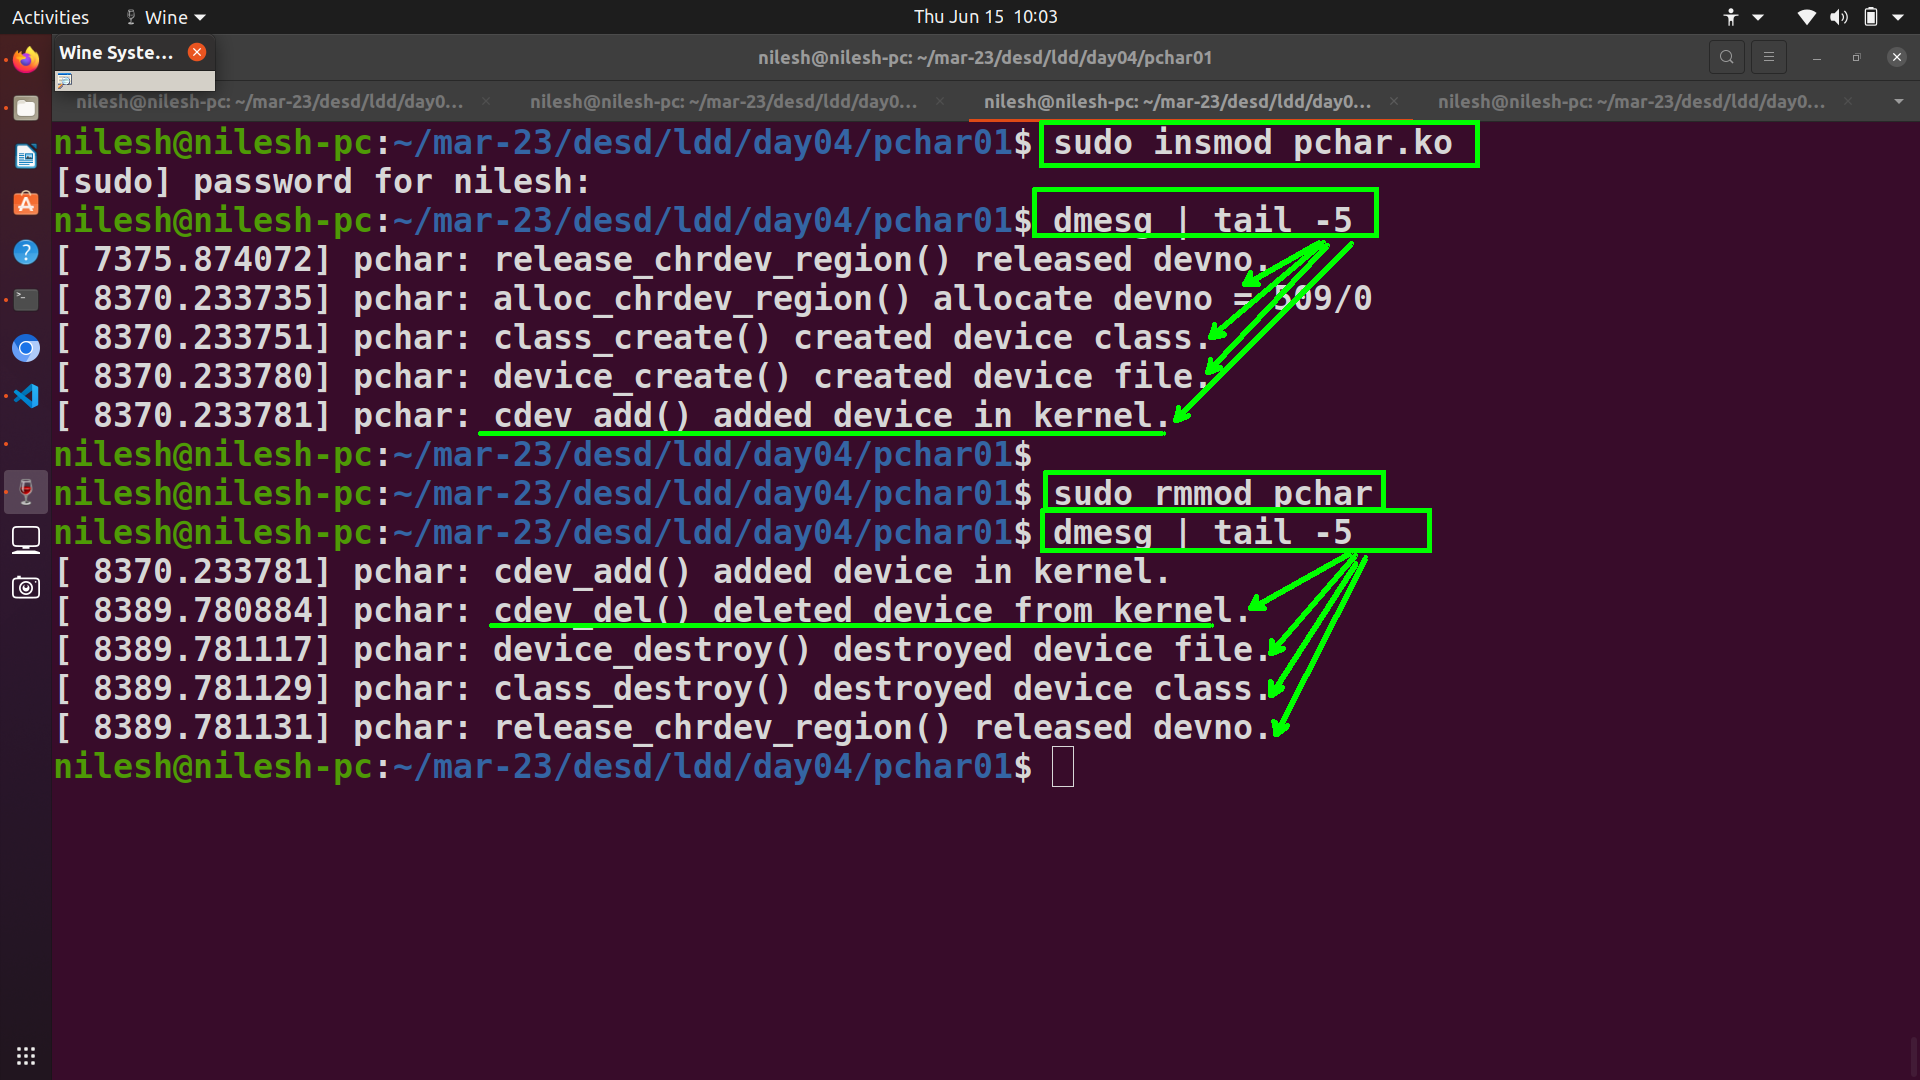 Activities
Wine
Thu Jun 15 10:03
Wine Syste...
nilesh@nilesh-pc: ~/mar-23/desd/ldd/day04/pchar01
nilesh@nilesh-pc: ~/mar-23/desd/ldd/day0...
nilesh@nilesh-pc: ~/mar-23/desd/ldd/day0...
nilesh@nilesh-pc: ~/mar-23/desd/ldd/day0...
nilesh@nilesh-pc: ~/mar-23/desd/ldd/day0...
nilesh@nilesh-pc:~/mar-23/desd/ldd/day04/pchar01$ sudo insmod pchar.ko
[sudo] password for nilesh:
nilesh@nilesh-pc:~/mar-23/desd/ldd/day04/pchar01$ dmesg | tail -5
[ 7375.874072] pchar: release_chrdev_region() released devno.
[ 8370.233735] pchar: alloc_chrdev_region() allocate devno = 509/0
[ 8370.233751] pchar: class_create() created device class.
[ 8370.233780] pchar: device_create() created device file.
[ 8370.233781] pchar: cdev_add() added device in kernel.
nilesh@nilesh-pc:~/mar-23/desd/ldd/day04/pchar01$
nilesh@nilesh-pc:~/mar-23/desd/ldd/day04/pchar01$ sudo rmmod pchar
nilesh@nilesh-pc:~/mar-23/desd/ldd/day04/pchar01$ dmesg | tail -5
[ 8370.233781] pchar: cdev_add() added device in kernel.
[ 8389.780884] pchar: cdev_del() deleted device from kernel.
[ 8389.781117] pchar: device_destroy() destroyed device file.
[ 8389.781129] pchar: class_destroy() destroyed device class.
[ 8389.781131] pchar: release_chrdev_region() released devno.
nilesh@nilesh-pc:~/mar-23/desd/ldd/day04/pchar01$